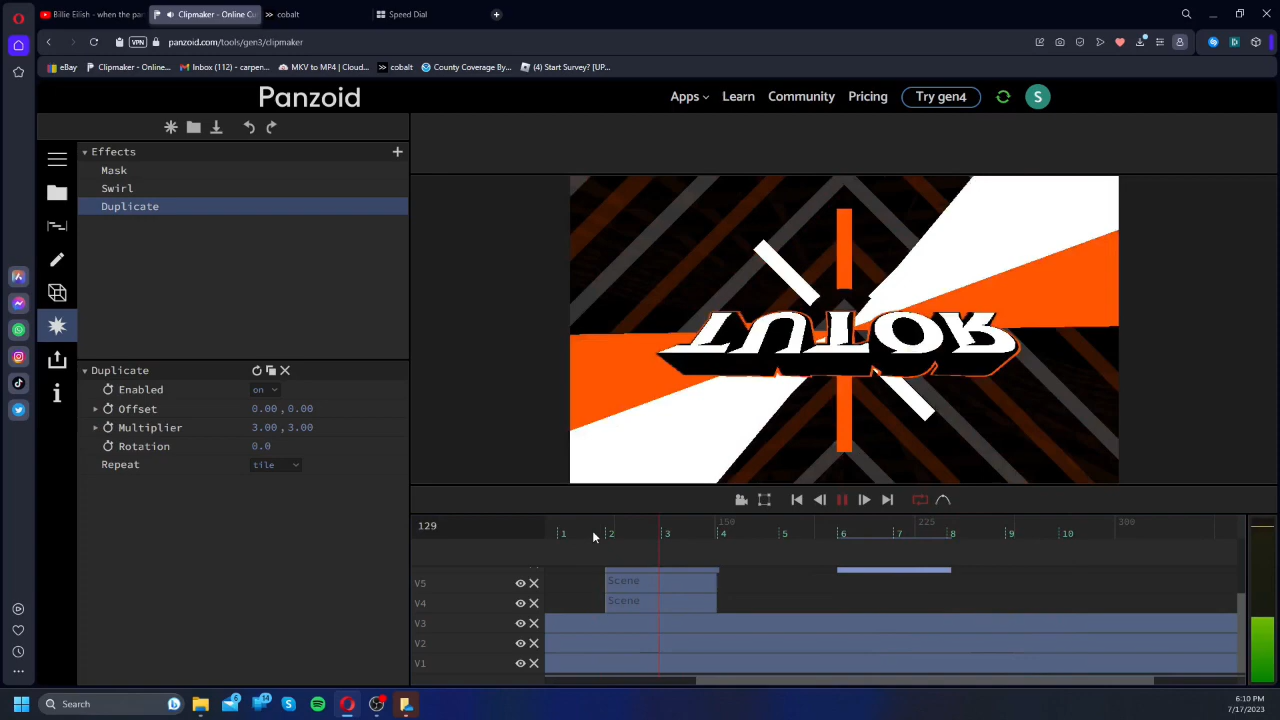 Billie Eilish - when the pa
Clipmaker - Online Cu
cobalt
Speed Dial
VPN
panzoid.com/tools/gen3/clipmaker
eBay
Clipmaker - Online...
Inbox (112) - carpen...
MKV to MP4 | Cloud...
cobalt
County Coverage By...
(4) Start Survey? [UP...
Panzoid
Apps
Learn
Community
Pricing
Try gen4
S
Effects
Mask
Swirl
Duplicate
TUTOR
Duplicate
Enabled
on
Offset
0.00 , 0.00
Multiplier
3.00 , 3.00
Rotation
0.0
Repeat
tile
129
150
225
300
1
2
3
4
5
6
7
8
9
10
V5
Scene
V4
Scene
V3
V2
V1
Search
6:10 PM
7/17/2023